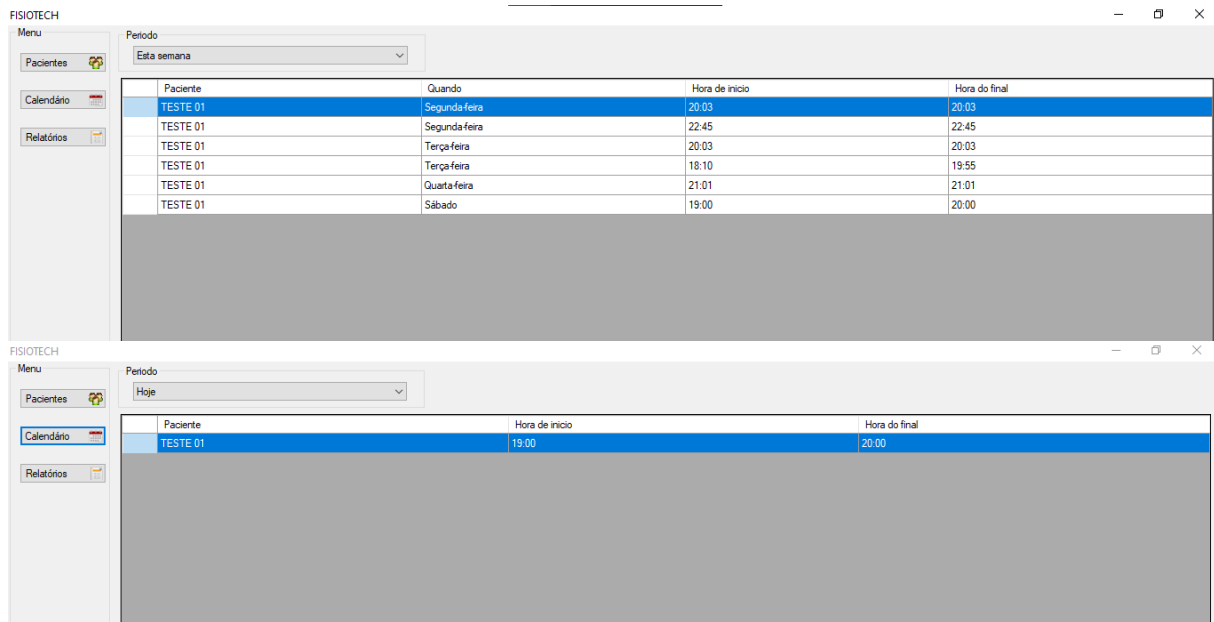 FISIOTECH
Menu
Periodo
Pacientes
Esta semana
Calendário
Relatórios
Paciente Quando Hora de inicio Hora do final
TESTE 01 Segunda-feira 20:03 20:03
TESTE 01 Segunda-feira 22:45 22:45
TESTE 01 Terça-feira 20:03 20:03
TESTE 01 Terça-feira 18:10 19:55
TESTE 01 Quarta-feira 21:01 21:01
TESTE 01 Sábado 19:00 20:00
FISIOTECH
Menu
Periodo
Pacientes
Hoje
Calendário
Relatórios
Paciente Hora de inicio Hora do final
TESTE 01 19:00 20:00